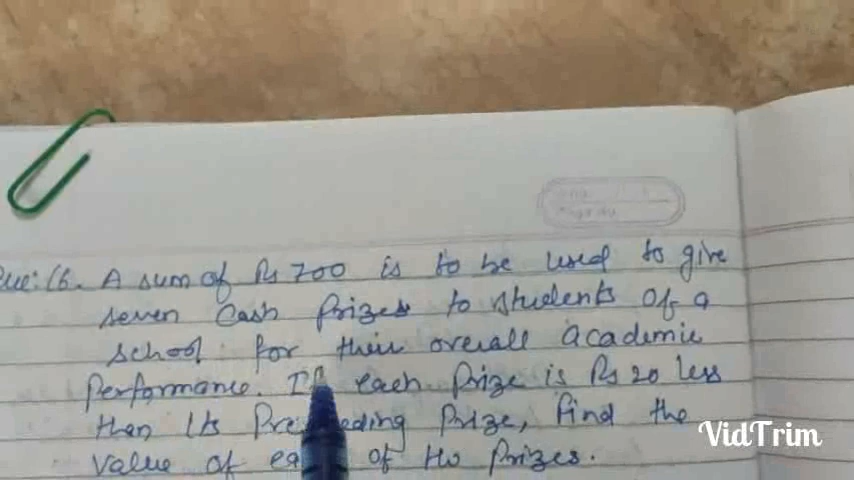 Que: 16. A sum of Rs 700 is to be used to give
seven cash prizes to students of a
school for their overall academic
performance. If each prize is Rs 20 less
than its preceding prize, find the
value of each of the prizes.
VidTrim